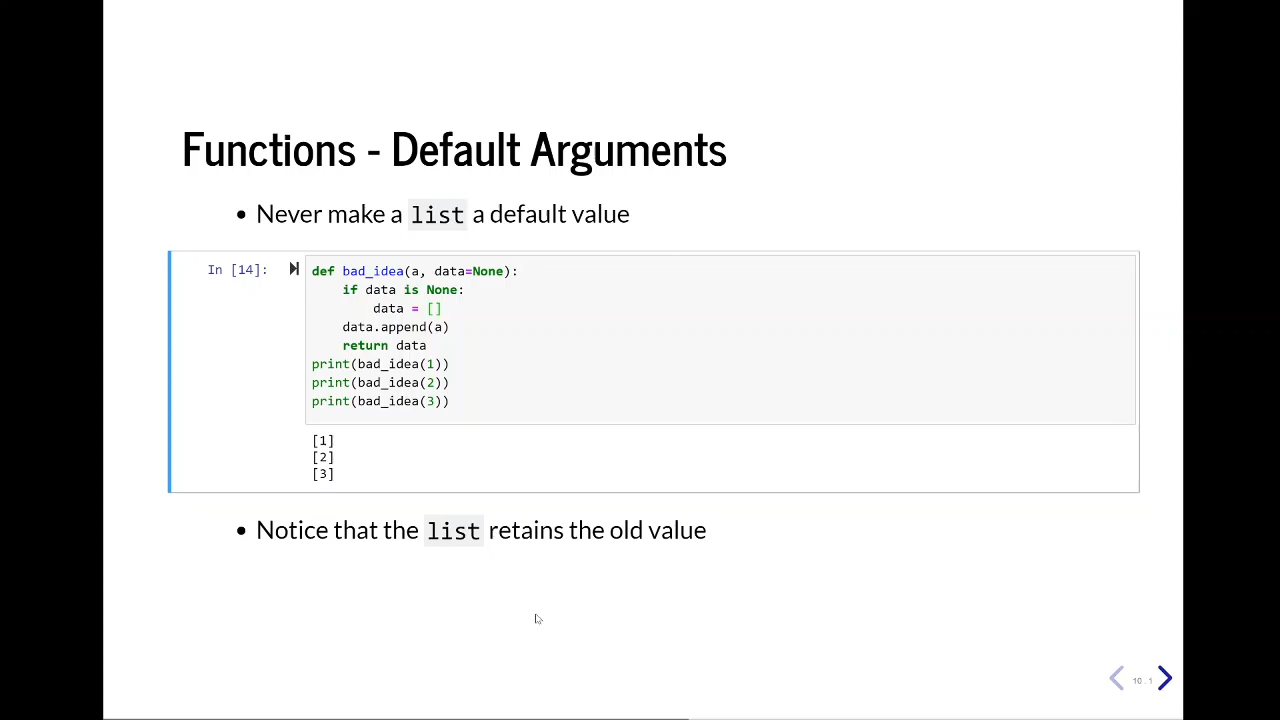 Functions - Default Arguments
Never make a list a default value
In [14]:
def bad_idea(a, data=None):
    if data is None:
        data = []
    data.append(a)
    return data
print(bad_idea(1))
print(bad_idea(2))
print(bad_idea(3))
[1]
[2]
[3]
Notice that the list retains the old value
10 . 1